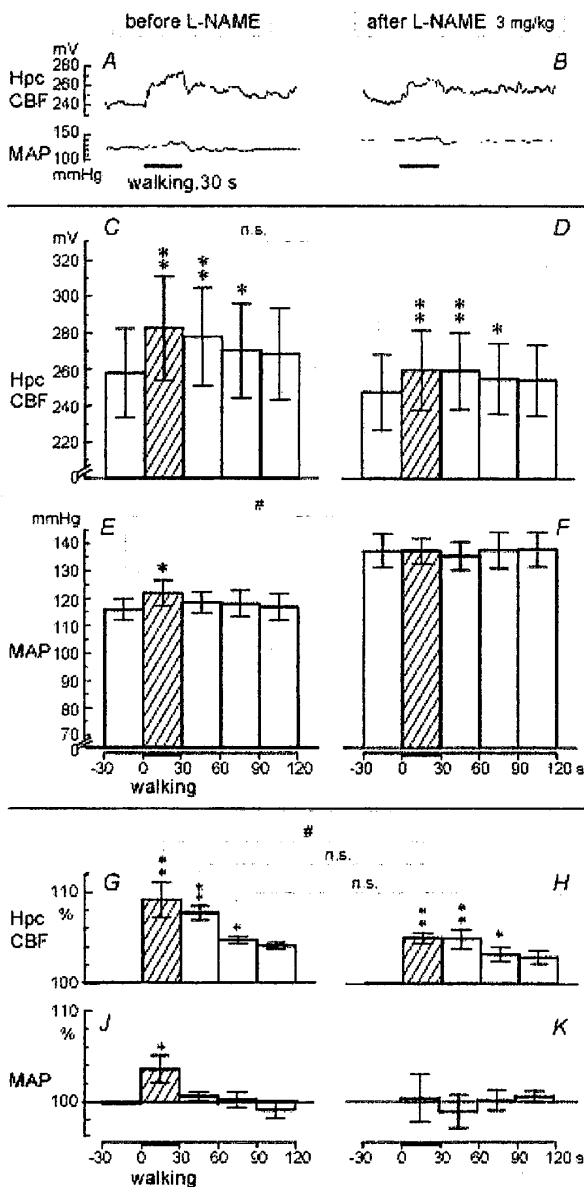 before L-NAME after L-NAME 3 mg/kg
mV A B
280
Hpc 260
CBF 240
150
MAP 100
mmHg
walking, 30 s
mV C n.s. D
320
** ** * ** ** *
300
280
Hpc
CBF 260
240
220
0
#
mmHg E F
140
*
130
120
110
MAP 100
90
80
70
0
-30 0 30 60 90 120 -30 0 30 60 90 120 s
walking
#
n.s.
G ** n.s. H
110 ** ** **
%
Hpc * *
CBF
100
110 J K
%
*
MAP
100
-30 0 30 60 90 120 -30 0 30 60 90 120 s
walking